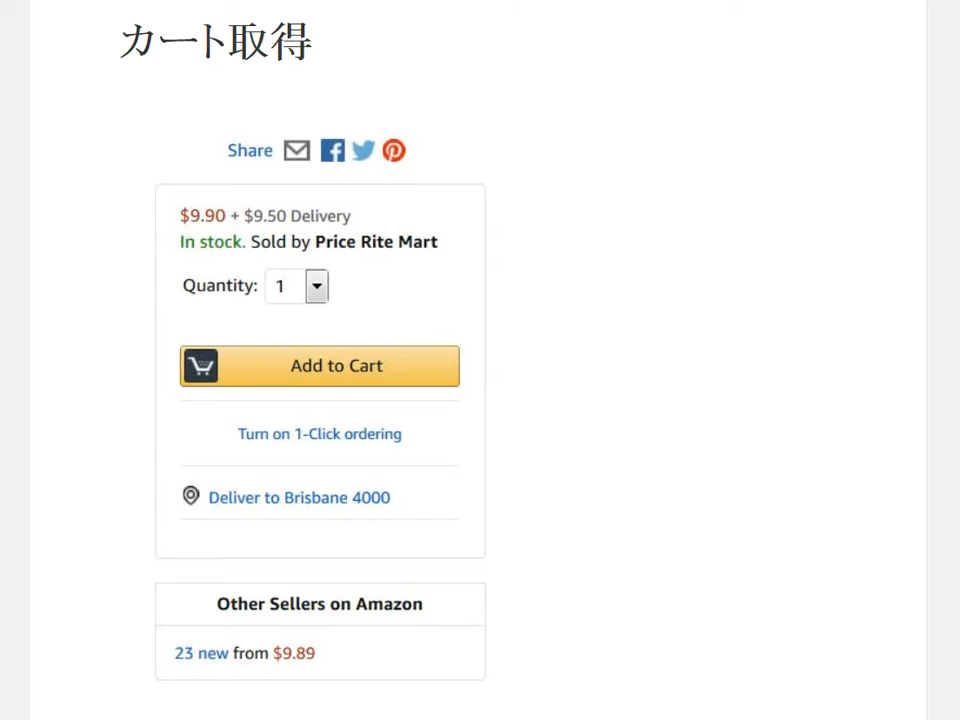 カート取得
Share
$9.90 + $9.50 Delivery
In stock. Sold by Price Rite Mart
Quantity: 1
Add to Cart
Turn on 1-Click ordering
Deliver to Brisbane 4000
Other Sellers on Amazon
23 new from $9.89